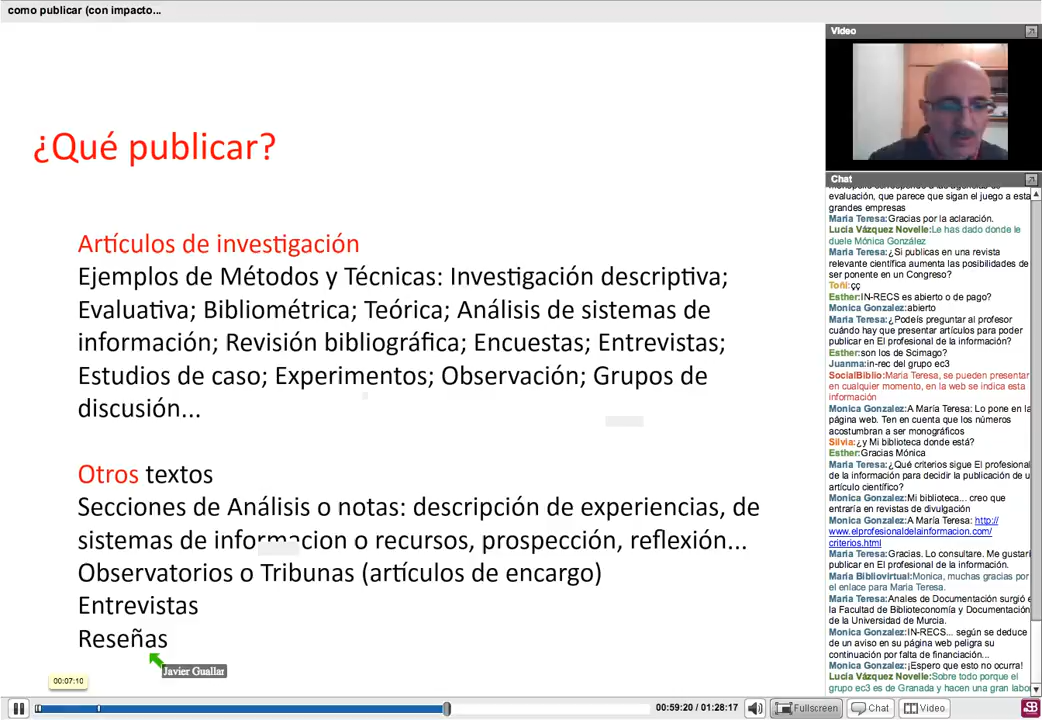 como publicar (con impacto...
¿Qué publicar?
Artículos de investigación
Ejemplos de Métodos y Técnicas: Investigación descriptiva;
Evaluativa; Bibliométrica; Teórica; Análisis de sistemas de
información; Revisión bibliográfica; Encuestas; Entrevistas;
Estudios de caso; Experimentos; Observación; Grupos de
discusión...
Otros textos
Secciones de Análisis o notas: descripción de experiencias, de
sistemas de informacion o recursos, prospección, reflexión...
Observatorios o Tribunas (artículos de encargo)
Entrevistas
Reseñas
Javier Guallar
00:07:10
00:59:20 / 01:28:17
Fullscreen
Chat
Video
Video
Chat
evaluación, que parece que sigan el juego a esta
grandes empresas
María Teresa:Gracias por la aclaración.
Lucía Vázquez Novelle:Le has dado donde le
duele Mónica González
María Teresa:¿Si publicas en una revista
relevante científica aumenta las posibilidades de
ser ponente en un Congreso?
Toñi:çç
Esther:IN-RECS es abierto o de pago?
Monica Gonzalez:abierto
María Teresa:¿Podeís preguntar al profesor
cuándo hay que presentar artículos para poder
publicar en El profesional de la información?
Esther:son los de Scimago?
Juanma:in-rec del grupo ec3
SocialBiblio:María Teresa, se pueden presentar
en cualquier momento, en la web se indica esta
información
Monica Gonzalez:A María Teresa: Lo pone en la
página web. Ten en cuenta que los números
acostumbran a ser monográficos
Silvia:¿y Mi biblioteca donde está?
Esther:Gracias Mónica
María Teresa:¿Qué criterios sigue El profesional
de la información para decidir la publicación de u
artículo científico?
Monica Gonzalez:Mi biblioteca... creo que
entraría en revistas de divulgación
Monica Gonzalez:A María Teresa: http://
www.elprofesionaldelainformacion.com/
criterios.html
María Teresa:Gracias. Lo consultare. Me gustarí
publicar en El profesional de la información.
María Bibliovirtual:Monica, muchas gracias por
el enlace para María Teresa.
María Teresa:Anales de Documentación surgió e
la Facultad de Biblioteconomía y Documentación
de la Universidad de Murcia.
Monica Gonzalez:IN-RECS... según se deduce
de un aviso en su página web peligra su
continuación por falta de financiación...
Monica Gonzalez:¡Espero que esto no ocurra!
Lucía Vázquez Novelle:Sobre todo porque el
grupo ec3 es de Granada y hacen una gran labo